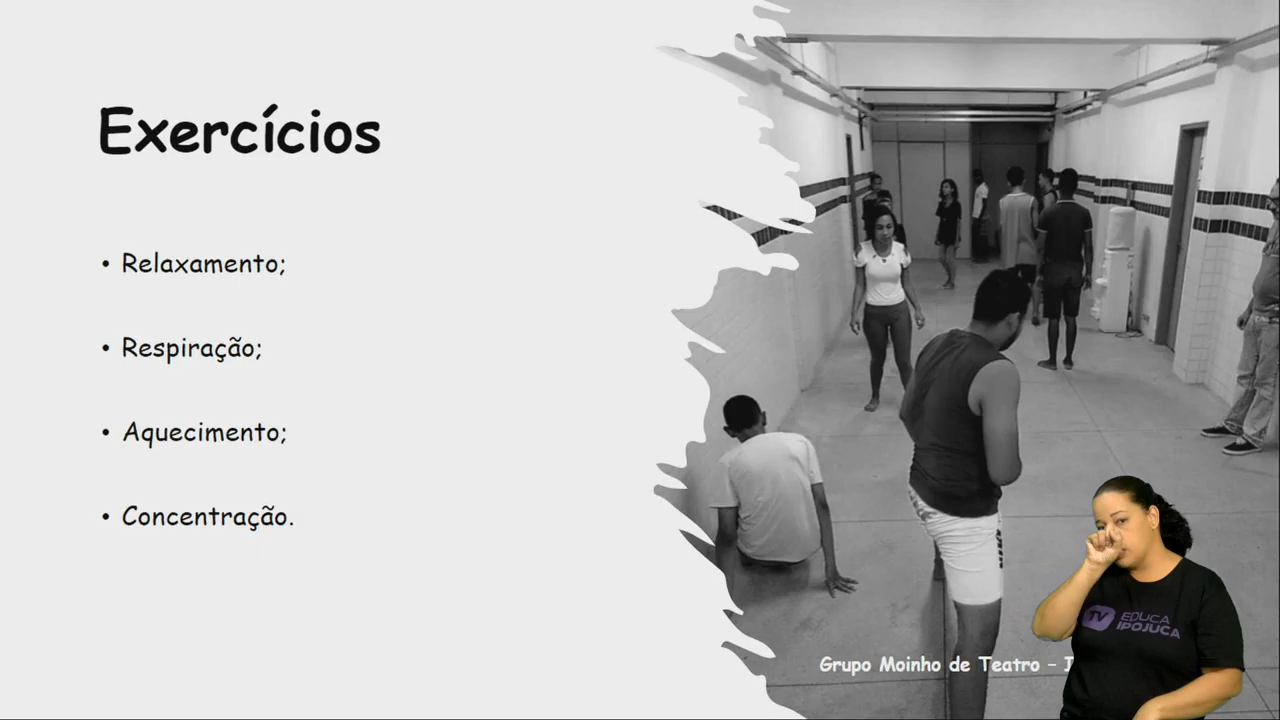 Exercícios
• Relaxamento;
• Respiração;
• Aquecimento;
• Concentração.
Grupo Moinho de Teatro –
TV EDUCA
IPOJUCA